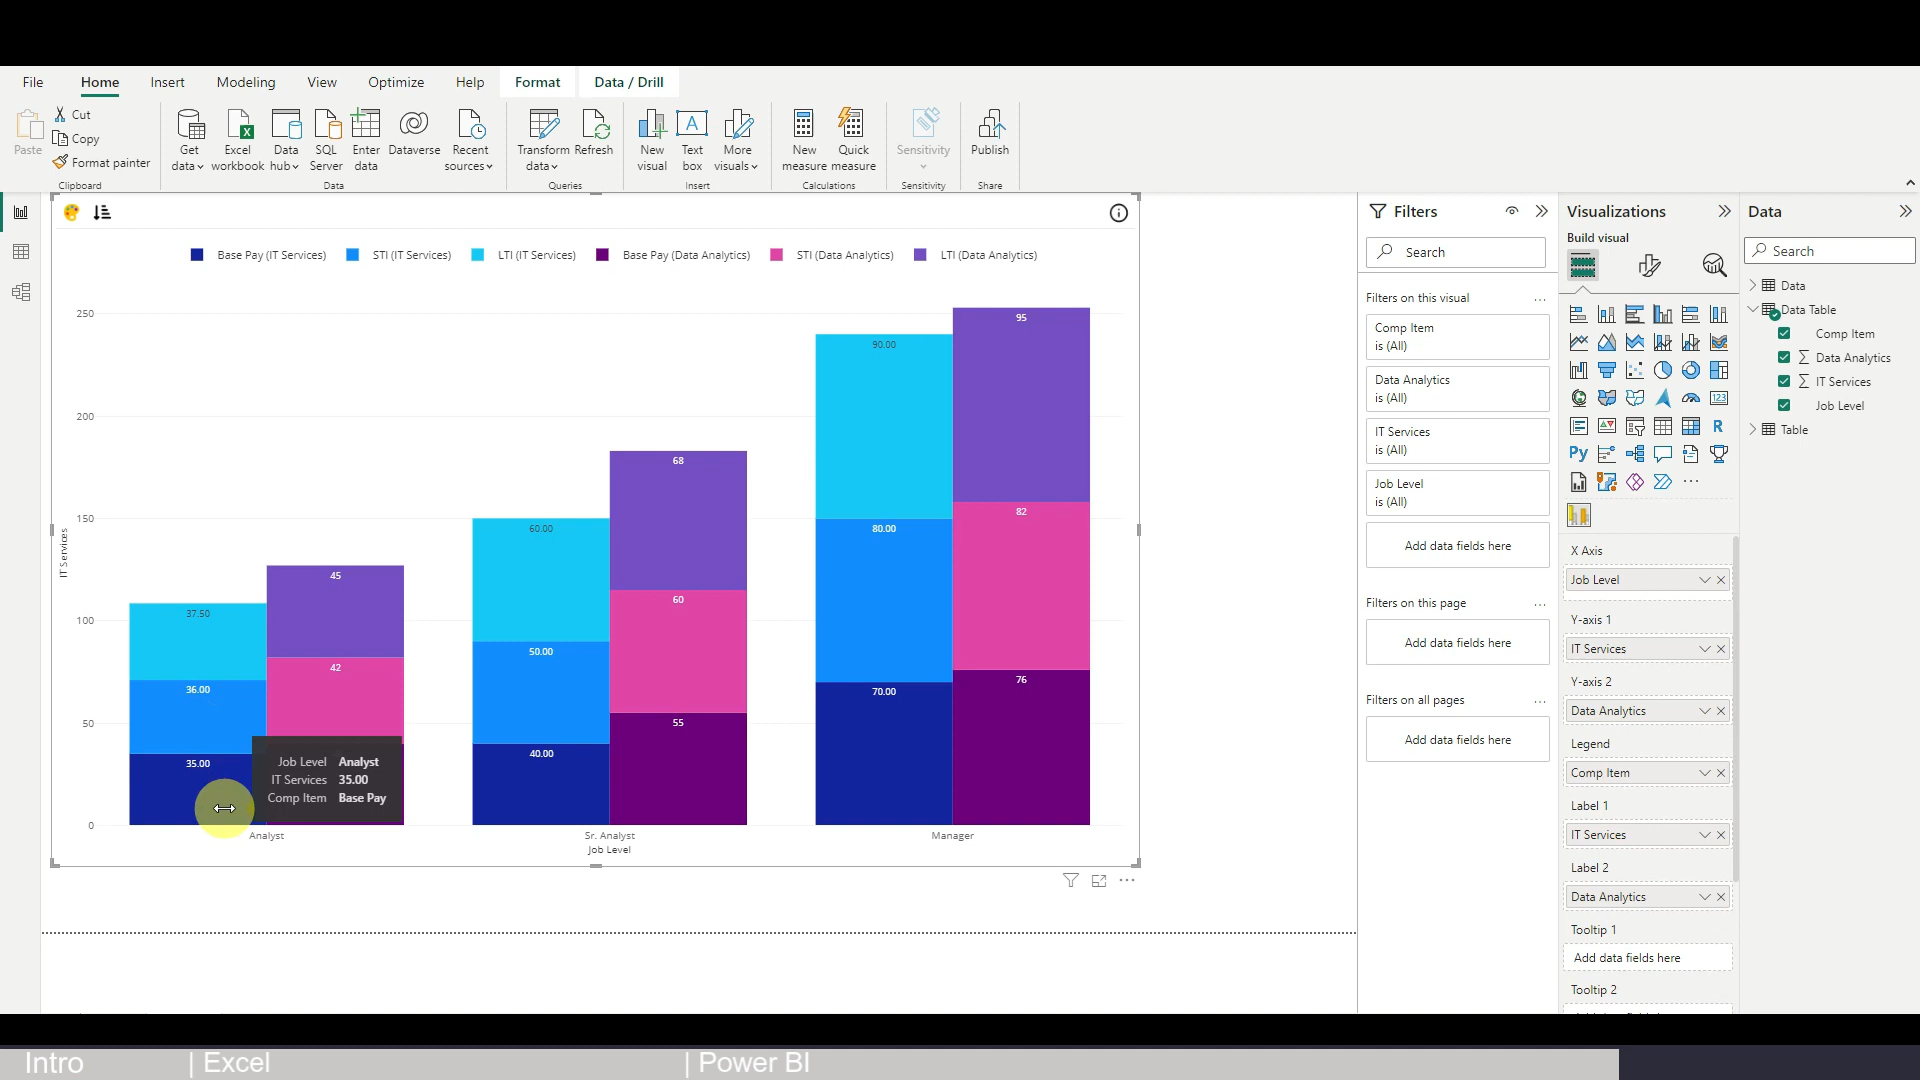 File Home Insert Modeling View Optimize Help Format Data / Drill
Paste
Cut
Copy
Format painter
Clipboard
Get data
Excel workbook
Data hub
SQL Server
Enter data
Dataverse
Recent sources
Data
Transform data
Refresh
Queries
New visual
Text box
More visuals
Insert
New measure
Quick measure
Calculations
Sensitivity
Sensitivity
Publish
Share
Base Pay (IT Services) STI (IT Services) LTI (IT Services) Base Pay (Data Analytics) STI (Data Analytics) LTI (Data Analytics)
IT Services
250
200
150
100
50
0
37.50
36.00
35.00
45
42
60.00
50.00
40.00
68
60
55
90.00
80.00
70.00
95
82
76
Job Level Analyst
IT Services 35.00
Comp Item Base Pay
Analyst Sr. Analyst Manager
Job Level
Filters
Search
Filters on this visual ...
Comp Item
is (All)
Data Analytics
is (All)
IT Services
is (All)
Job Level
is (All)
Add data fields here
Filters on this page ...
Add data fields here
Filters on all pages ...
Add data fields here
Visualizations
Build visual
123
R
Py
...
X Axis
Job Level
Y-axis 1
IT Services
Y-axis 2
Data Analytics
Legend
Comp Item
Label 1
IT Services
Label 2
Data Analytics
Tooltip 1
Add data fields here
Tooltip 2
Data
Search
Data
Data Table
Comp Item
Data Analytics
IT Services
Job Level
Table
Intro | Excel | Power BI